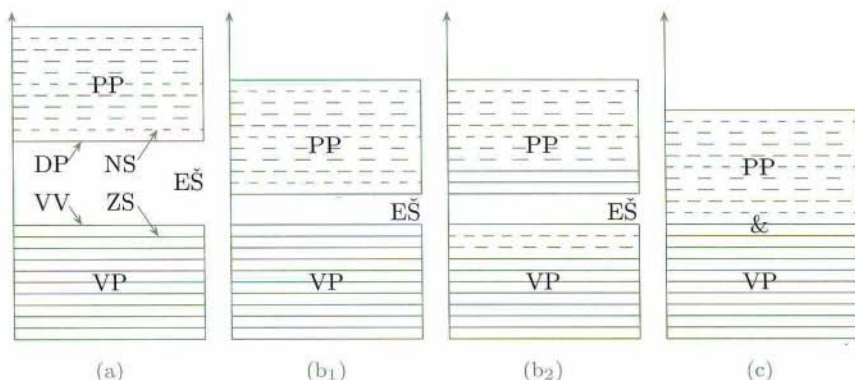 PP PP PP PP
DP NS
EŠ
VV ZS EŠ EŠ &
VP VP VP VP
(a) (b₁) (b₂) (c)